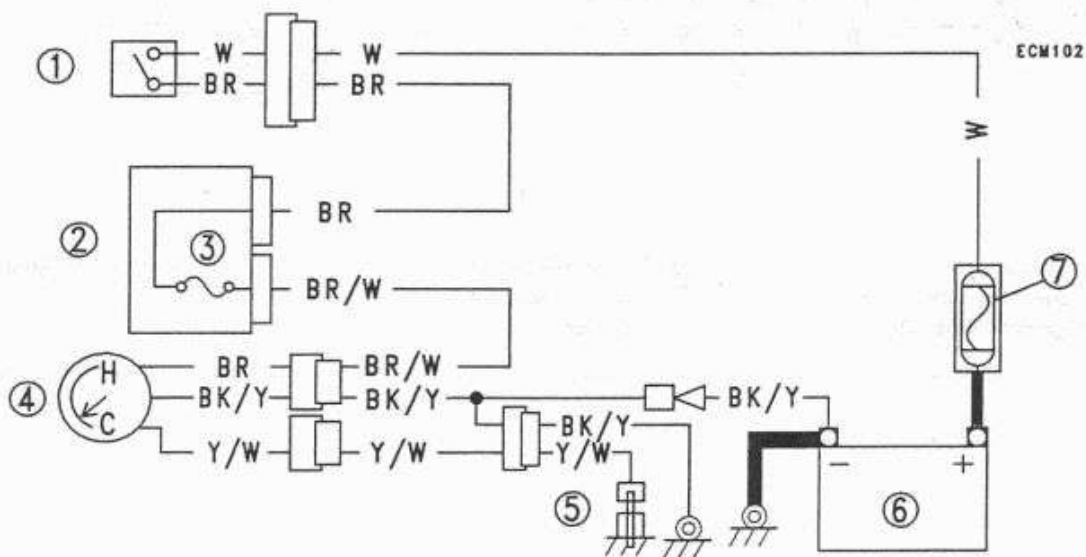 ① W W ECM102
BR BR
W
② BR
③
BR/W ⑦
④ H BR BR/W
BK/Y BK/Y BK/Y
C
Y/W Y/W BK/Y
Y/W
⑤ - + ⑥